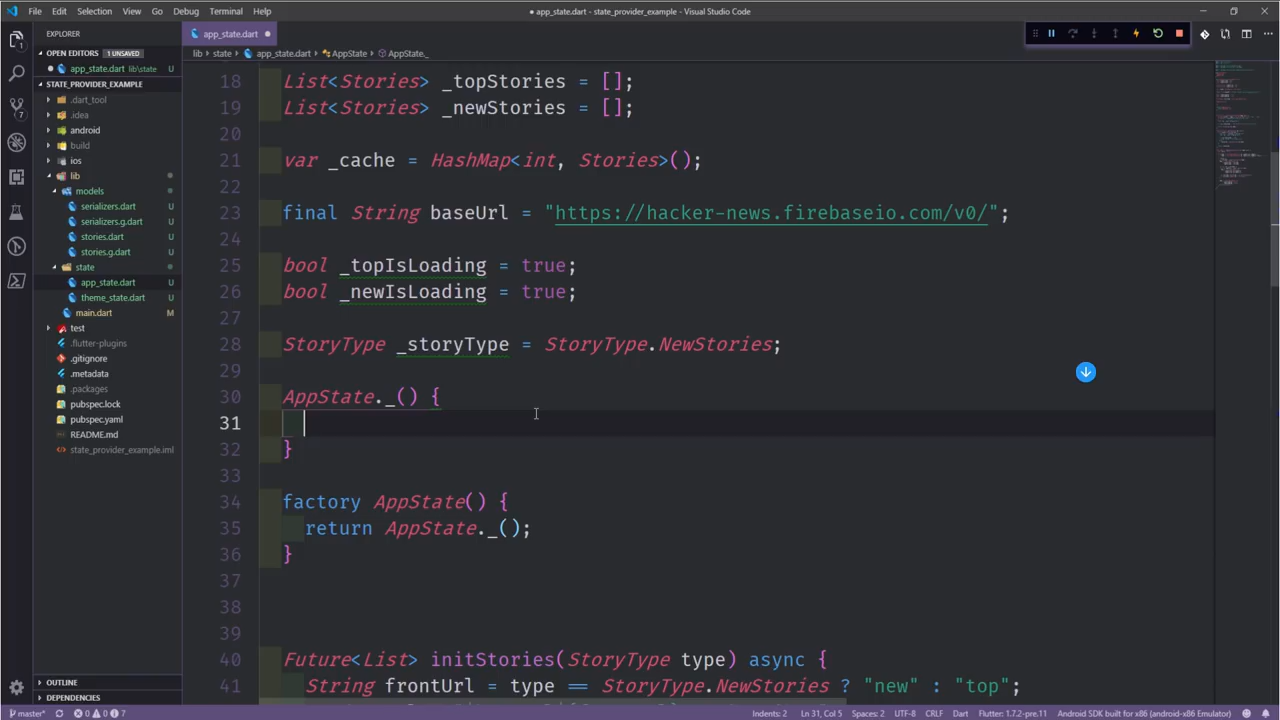 File Edit Selection View Go Debug Terminal Help
● app_state.dart - state_provider_example - Visual Studio Code
EXPLORER
OPEN EDITORS 1 UNSAVED
● app_state.dart lib\state U
STATE_PROVIDER_EXAMPLE
.dart_tool
.idea
android
build
ios
lib
models
serializers.dart U
serializers.g.dart U
stories.dart U
stories.g.dart U
state
app_state.dart U
theme_state.dart U
main.dart M
test
.flutter-plugins
.gitignore
.metadata
.packages
pubspec.lock
pubspec.yaml
README.md
state_provider_example.iml
OUTLINE
DEPENDENCIES
app_state.dart ●
lib ▸ state ▸ app_state.dart ▸ AppState ▸ AppState._
18 List<Stories> _topStories = [];
19 List<Stories> _newStories = [];
20
21 var _cache = HashMap<int, Stories>();
22
23 final String baseUrl = "https://hacker-news.firebaseio.com/v0/";
24
25 bool _topIsLoading = true;
26 bool _newIsLoading = true;
27
28 StoryType _storyType = StoryType.NewStories;
29
30 AppState._() {
31
32 }
33
34 factory AppState() {
35 return AppState._();
36 }
37
38
39
40 Future<List> initStories(StoryType type) async {
41 String frontUrl = type == StoryType.NewStories ? "new" : "top";
master* 0 0 7
Indents: 2 Ln 31, Col 5 Spaces: 2 UTF-8 CRLF Dart Flutter: 1.7.2-pre.11 Android SDK built for x86 (android-x86 Emulator)